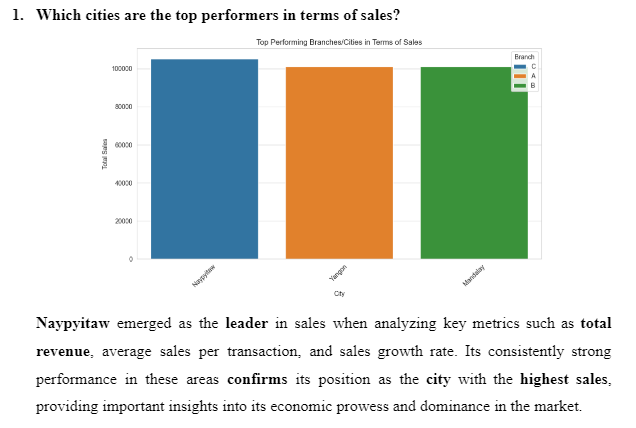 1. Which cities are the top performers in terms of sales?
Top Performing Branches/Cities in Terms of Sales
Branch
C
A
B
100000
80000
60000
40000
20000
0
Total Sales
Naypyitaw
Yangon
Mandalay
City
Naypyitaw emerged as the leader in sales when analyzing key metrics such as total
revenue, average sales per transaction, and sales growth rate. Its consistently strong
performance in these areas confirms its position as the city with the highest sales,
providing important insights into its economic prowess and dominance in the market.